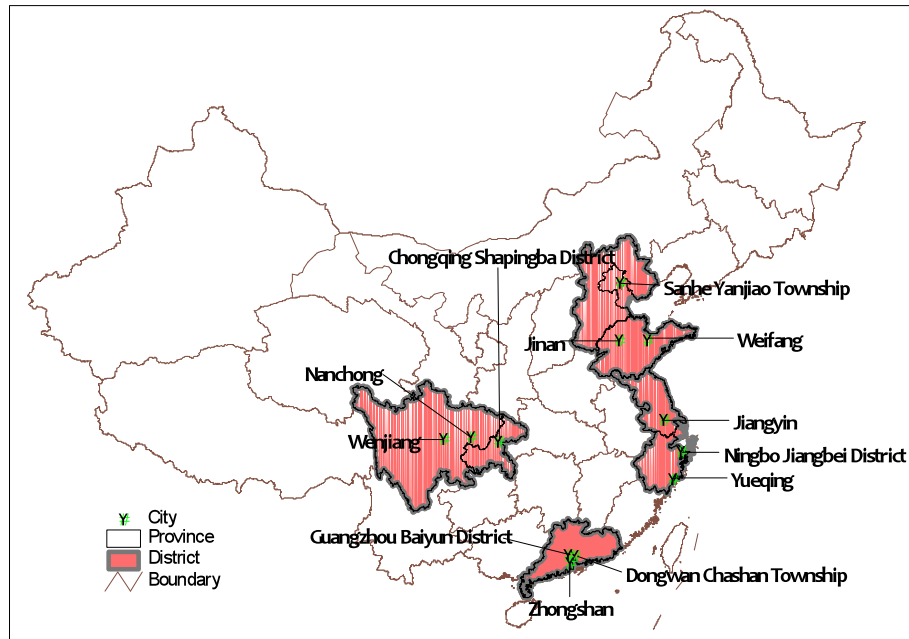 Chongqing Shapingba District
Sanhe Yanjiao Township
Jinan
Weifang
Nanchong
Jiangyin
Wenjiang
Ningbo Jiangbei District
Yueqing
City
Province
Guangzhou Baiyun District
District
Dongwan Chashan Township
Boundary
Zhongshan